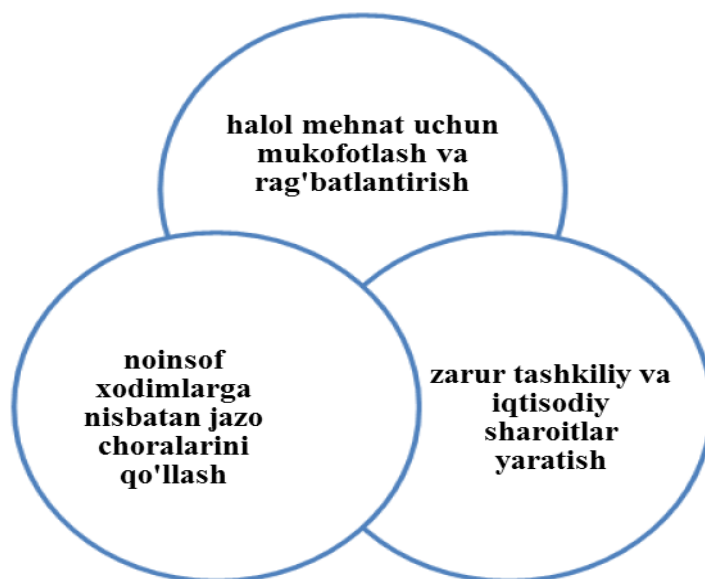 halol mehnat uchun
mukofotlash va
rag'batlantirish
noinsof
xodimlarga
nisbatan jazo
choralarini
qo'llash
zarur tashkiliy va
iqtisodiy
sharoitlar
yaratish